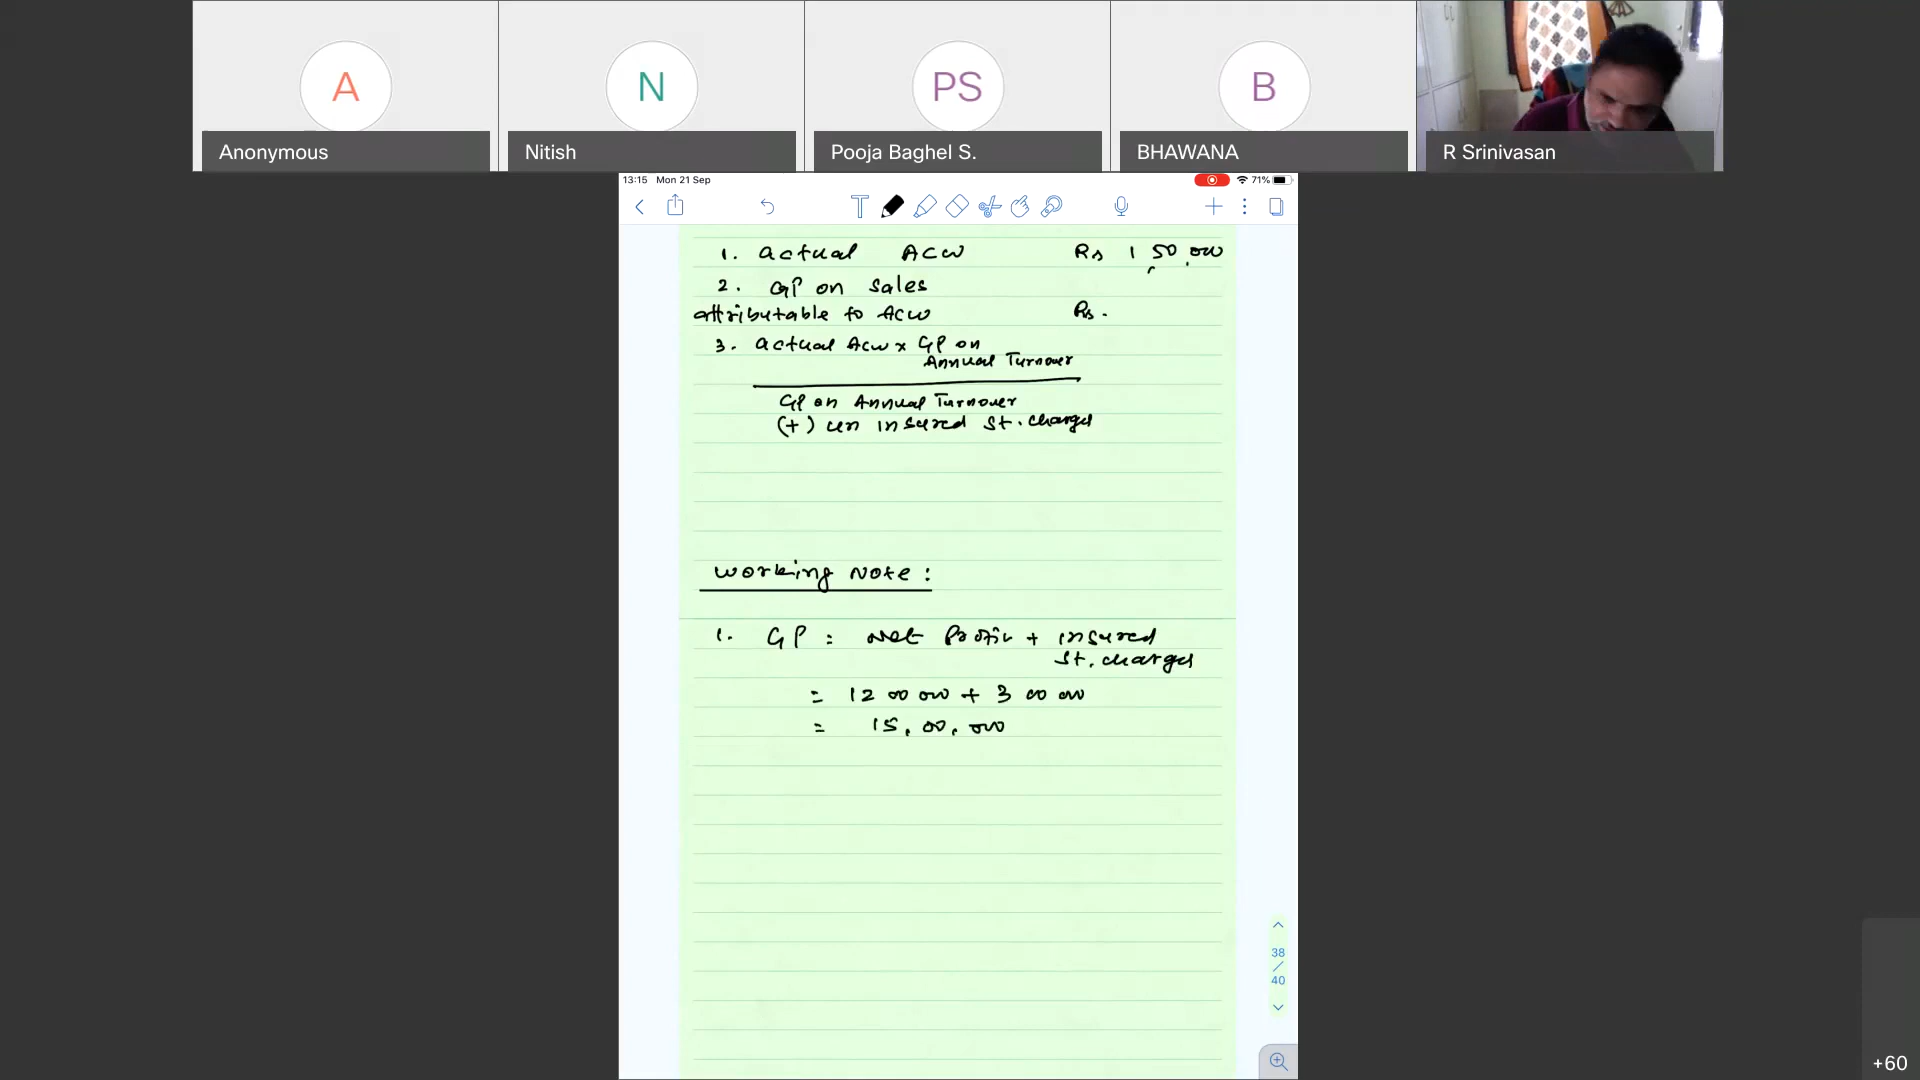 A
N
PS
B
Anonymous
Nitish
Pooja Baghel S.
BHAWANA
R Srinivasan
13:15 Mon 21 Sep
71%
T
1. Actual ACW Rs 1,50,000
2. GP on Sales
attributable to ACW Rs.
3. Actual ACW x GP on
Annual Turnover
GP on Annual Turnover
(+) un insured St. charges
Working Note :
1. GP = Net Profit + insured
St. charges
= 12 00 000 + 3 00 000
= 15,00,000
38
/
40
+60